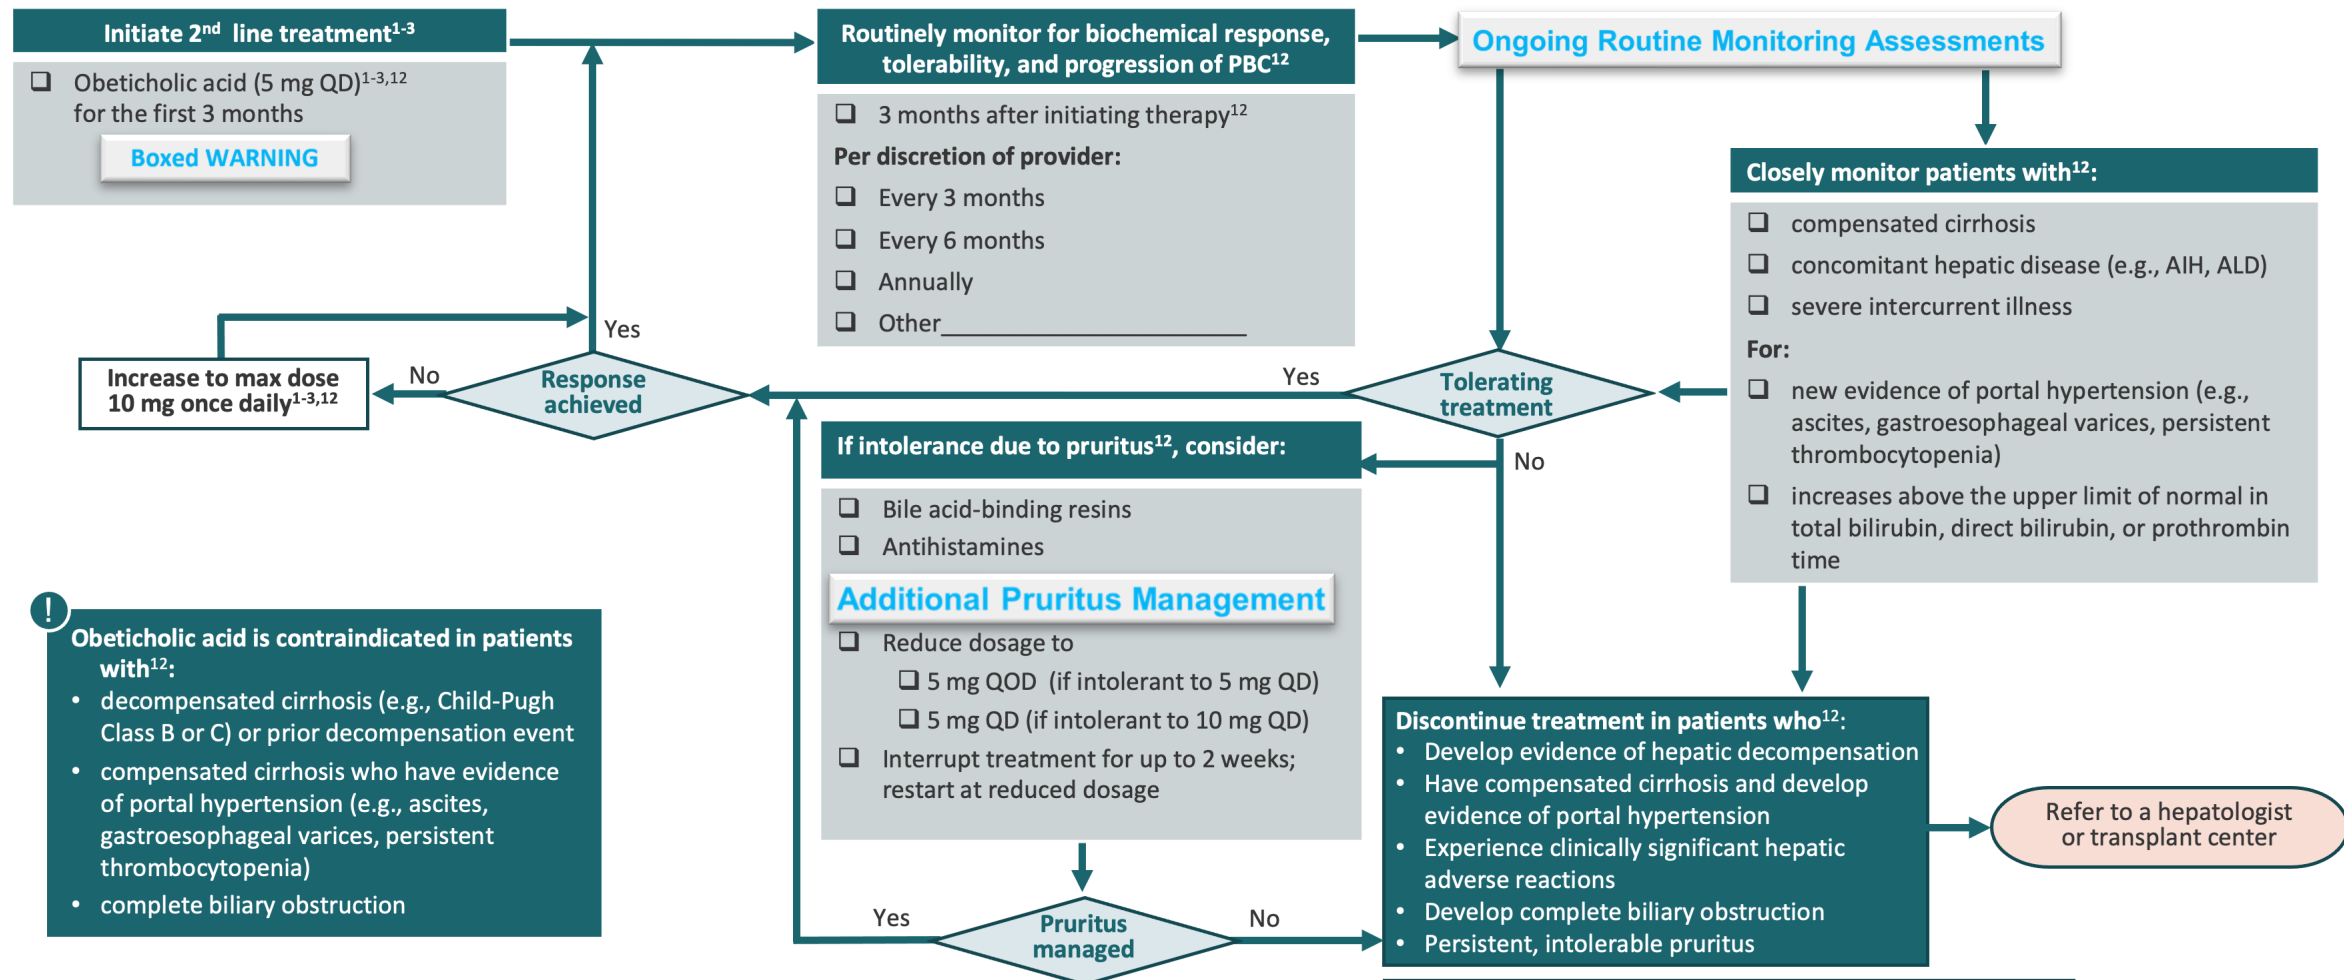 Initiate 2nd line treatment1-3
❑ Obeticholic acid (5 mg QD)1-3,12
for the first 3 months
Boxed WARNING
Routinely monitor for biochemical response,
tolerability, and progression of PBC12
❑ 3 months after initiating therapy12
Per discretion of provider:
❑ Every 3 months
❑ Every 6 months
❑ Annually
❑ Other______________________
Ongoing Routine Monitoring Assessments
Closely monitor patients with12:
❑ compensated cirrhosis
❑ concomitant hepatic disease (e.g., AIH, ALD)
❑ severe intercurrent illness
For:
❑ new evidence of portal hypertension (e.g.,
ascites, gastroesophageal varices, persistent
thrombocytopenia)
❑ increases above the upper limit of normal in
total bilirubin, direct bilirubin, or prothrombin
time
Tolerating
treatment
Yes
No
Response
achieved
Yes
No
Increase to max dose
10 mg once daily1-3,12
If intolerance due to pruritus12, consider:
❑ Bile acid-binding resins
❑ Antihistamines
Additional Pruritus Management
❑ Reduce dosage to
❑ 5 mg QOD (if intolerant to 5 mg QD)
❑ 5 mg QD (if intolerant to 10 mg QD)
❑ Interrupt treatment for up to 2 weeks;
restart at reduced dosage
Pruritus
managed
Yes
No
!
Obeticholic acid is contraindicated in patients
with12:
• decompensated cirrhosis (e.g., Child-Pugh
Class B or C) or prior decompensation event
• compensated cirrhosis who have evidence
of portal hypertension (e.g., ascites,
gastroesophageal varices, persistent
thrombocytopenia)
• complete biliary obstruction
Discontinue treatment in patients who12:
• Develop evidence of hepatic decompensation
• Have compensated cirrhosis and develop
evidence of portal hypertension
• Experience clinically significant hepatic
adverse reactions
• Develop complete biliary obstruction
• Persistent, intolerable pruritus
Refer to a hepatologist
or transplant center